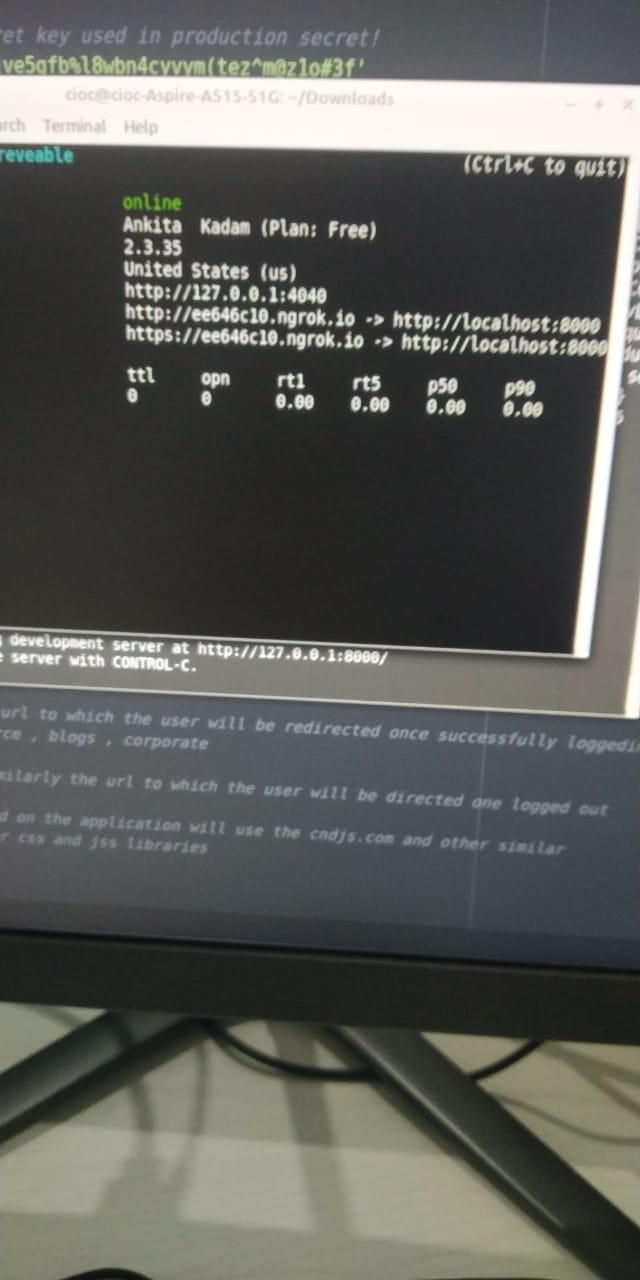 ret key used in production secret!
lve5gfb%l8wbn4cyvym(tez^m@z1o#3f'
cioc@cioc-Aspire-A515-51G: ~/Downloads
rch Terminal Help
reveable (Ctrl+C to quit)
online
Ankita Kadam (Plan: Free)
2.3.35
United States (us)
http://127.0.0.1:4040
http://ee646c10.ngrok.io -> http://localhost:8000
https://ee646c10.ngrok.io -> http://localhost:8000
ttl opn rt1 rt5 p50 p90
0 0 0.00 0.00 0.00 0.00
development server at http://127.0.0.1:8000/
e server with CONTROL-C.
url to which the user will be redirected once successfully loggedin
rce , blogs , corporate
milarly the url to which the user will be directed one logged out
d on the application will use the cndjs.com and other similar
r css and jss libraries